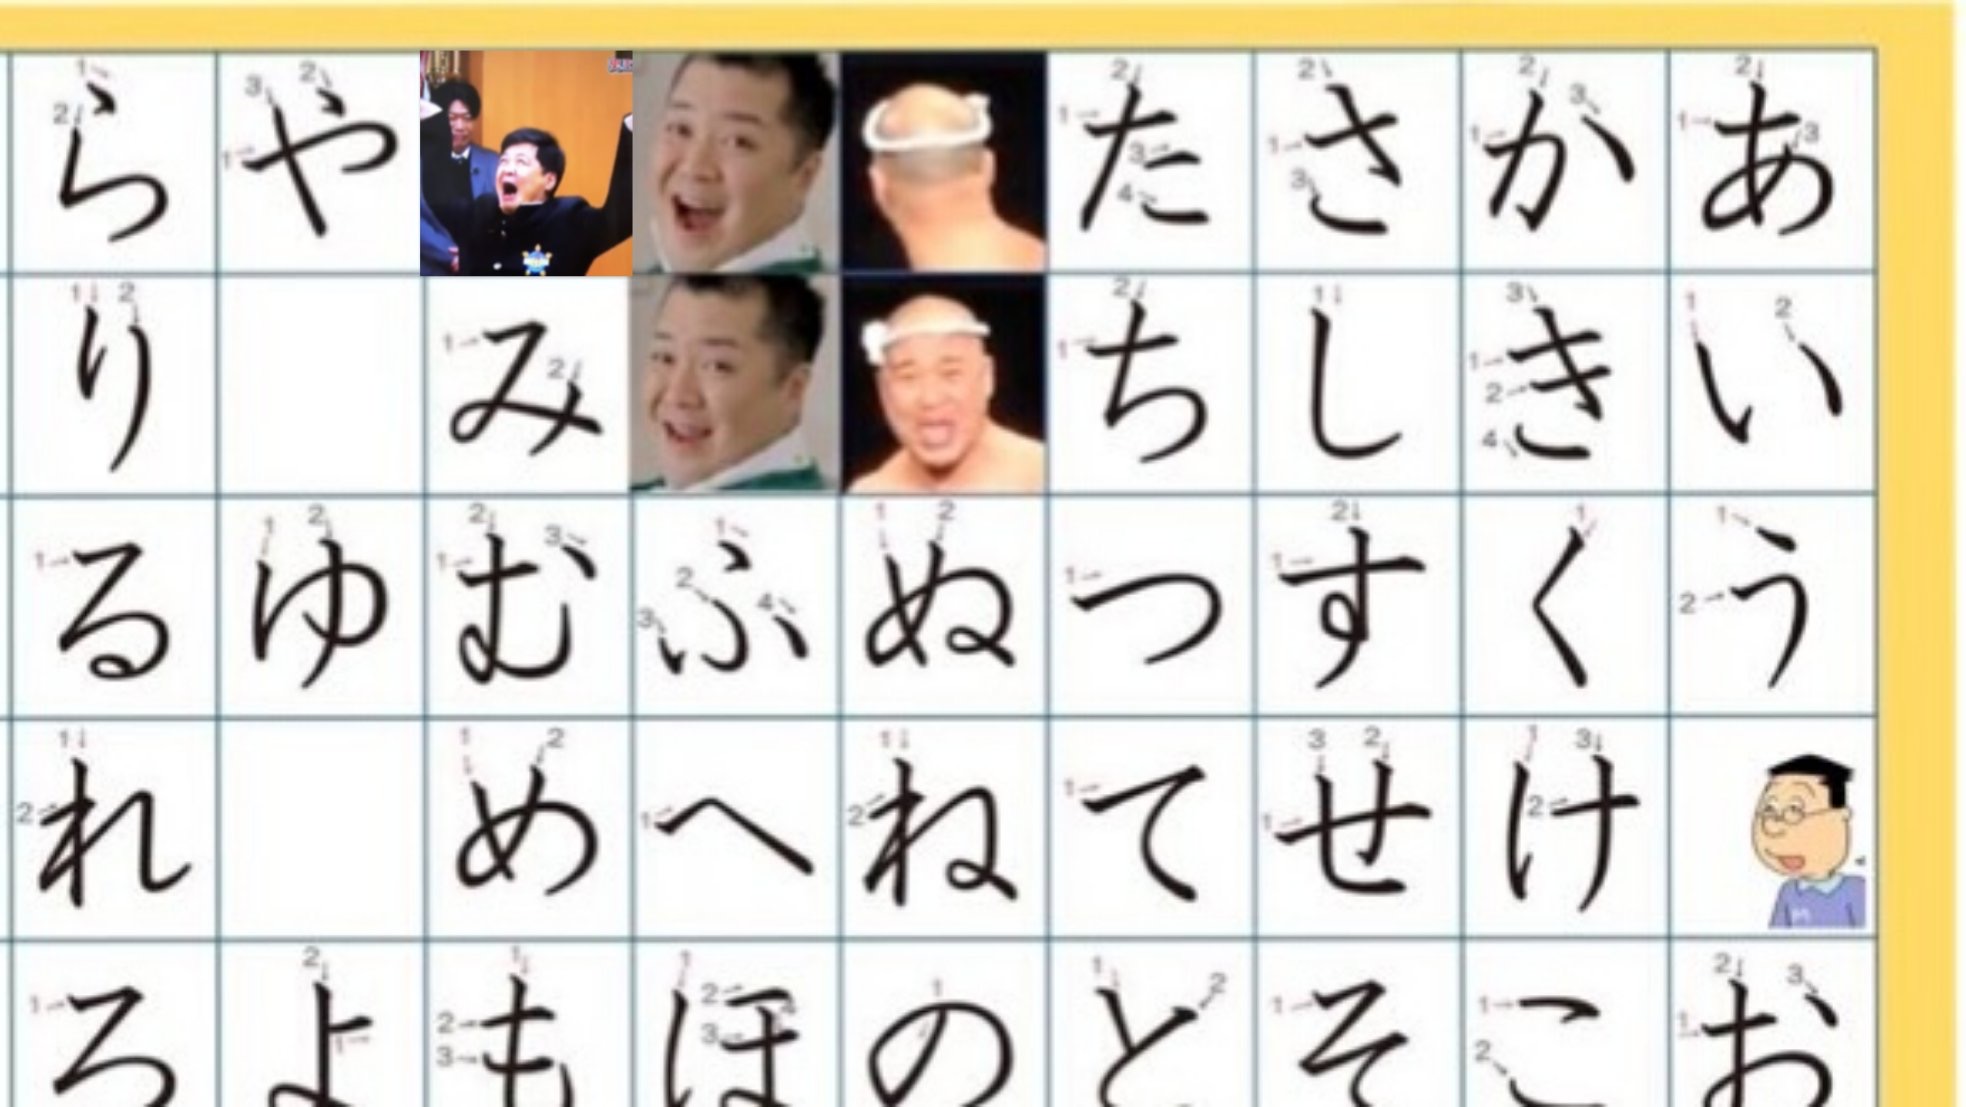 あいうお
かきくけこ
さしすせそ
たちつてと
ぬねの
ふへほ
みむめも
やゆよ
らりるれろ